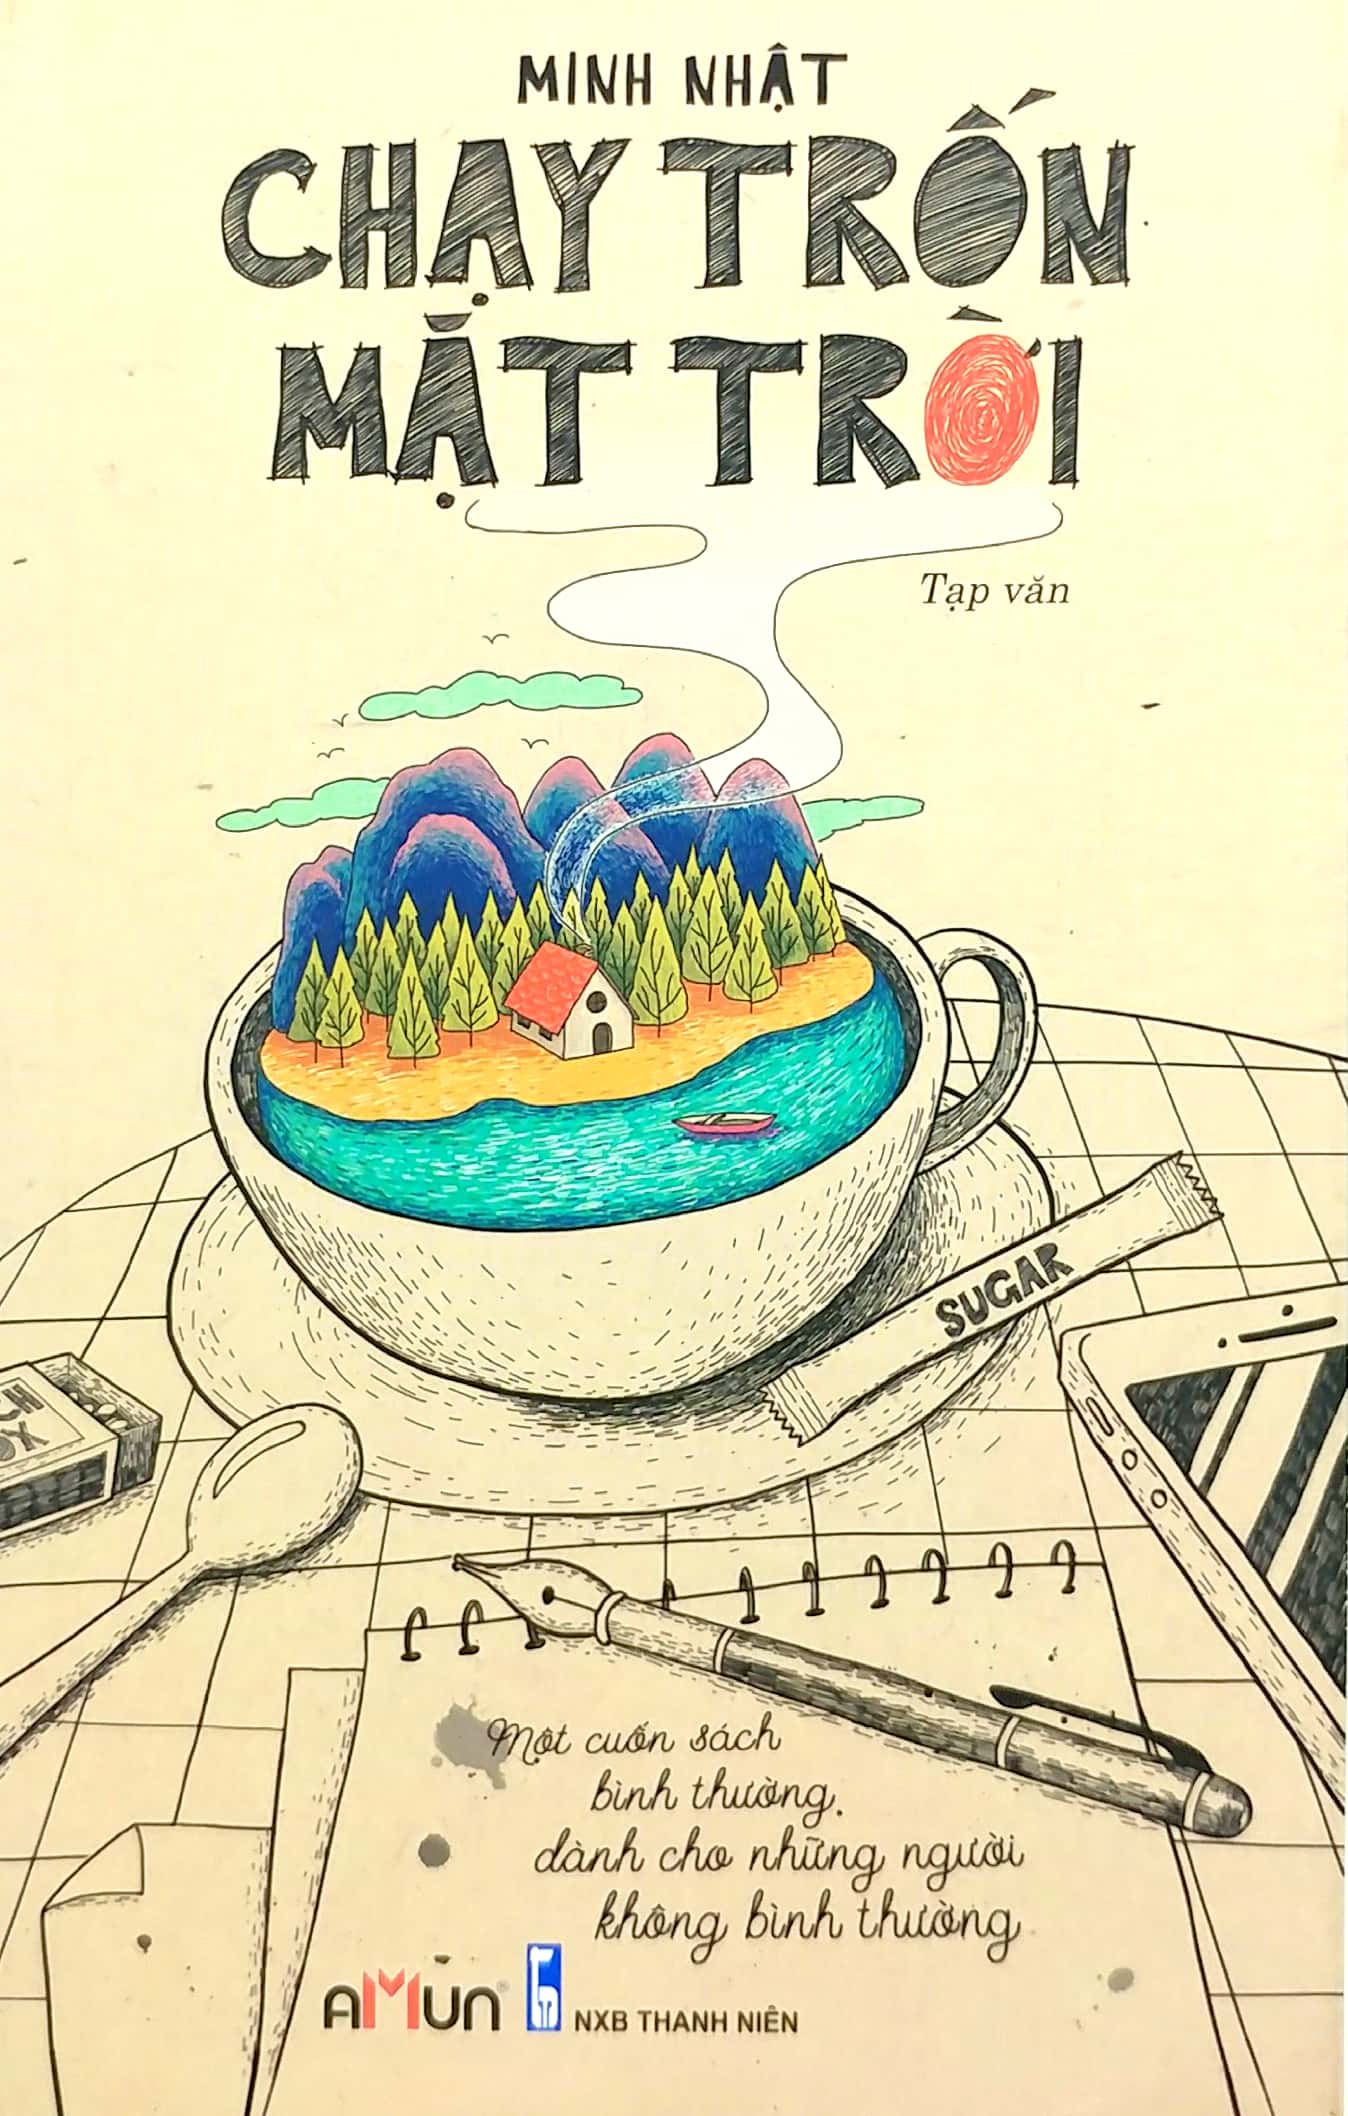 MINH NHẬT
CHẠY TRỐN
MẶT TRỜI
Tạp văn
SUGAR
Một cuốn sách
bình thường,
dành cho những người
không bình thường
AMUN
NXB THANH NIÊN